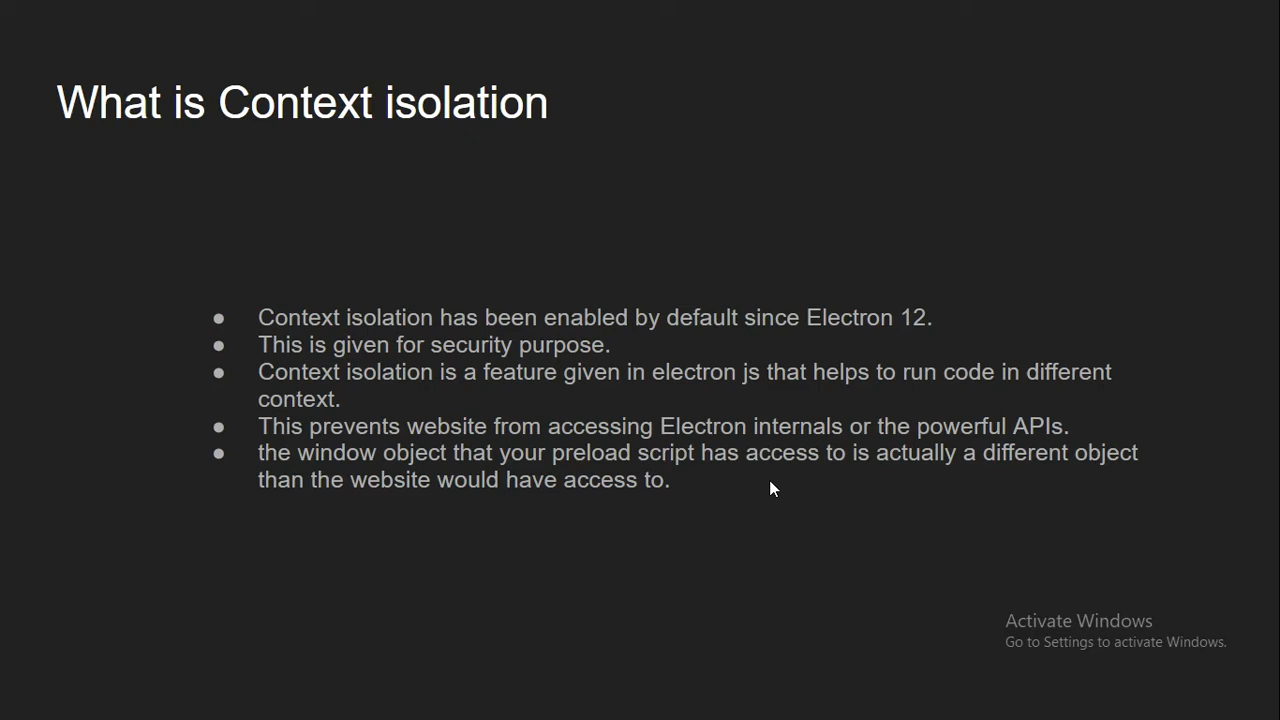 What is Context isolation
● Context isolation has been enabled by default since Electron 12.
● This is given for security purpose.
● Context isolation is a feature given in electron js that helps to run code in different
context.
● This prevents website from accessing Electron internals or the powerful APIs.
● the window object that your preload script has access to is actually a different object
than the website would have access to.
Activate Windows
Go to Settings to activate Windows.